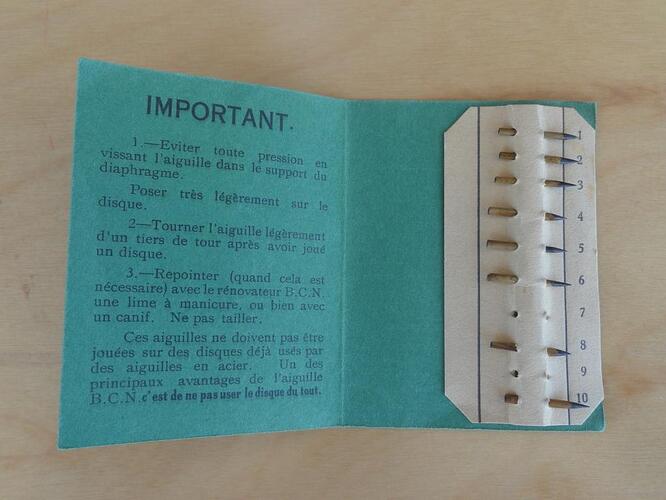 IMPORTANT.
1.—Eviter toute pression en
vissant l'aiguille dans le support du
diaphragme.
Poser très légèrement sur le
disque.
2—Tourner l'aiguille légèrement
d'un tiers de tour après avoir joué
un disque.
3.—Repointer (quand cela est
nécessaire) avec le rénovateur B.C.N.
une lime à manicure, ou bien avec
un canif. Ne pas tailler.
Ces aiguilles ne doivent pas être
jouées sur des disques déjà usés par
des aiguilles en acier. Un des
principaux avantages de l'aiguille
B.C.N. c'est de ne pas user le disque du tout.
1
2
3
4
5
6
7
8
9
10